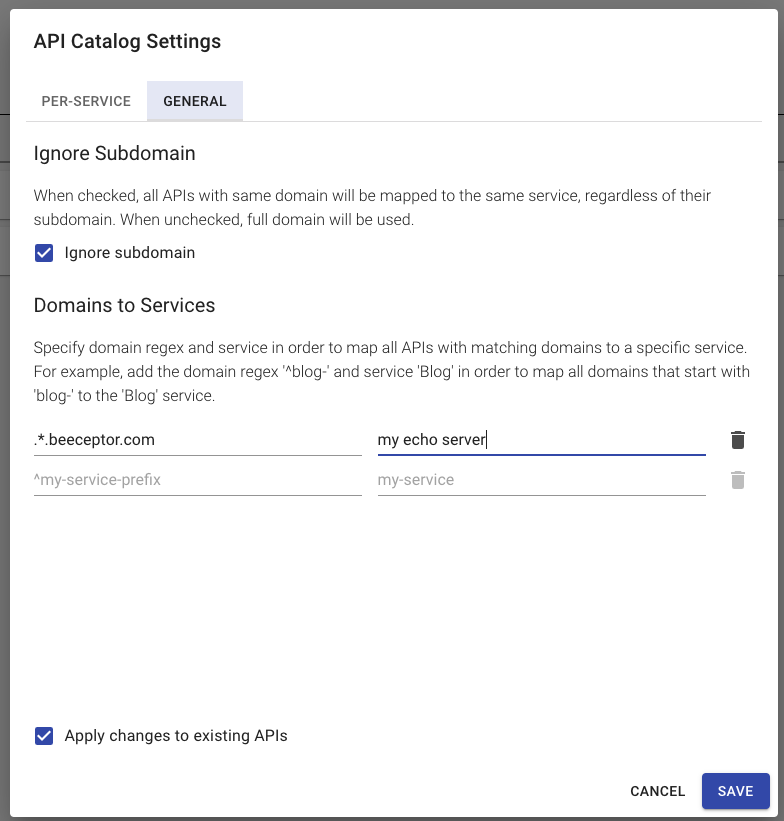 API Catalog Settings
PER-SERVICE
GENERAL
Ignore Subdomain
When checked, all APIs with same domain will be mapped to the same service, regardless of their
subdomain. When unchecked, full domain will be used.
Ignore subdomain
Domains to Services
Specify domain regex and service in order to map all APIs with matching domains to a specific service.
For example, add the domain regex '^blog-' and service 'Blog' in order to map all domains that start with
'blog-' to the 'Blog' service.
.*.beeceptor.com
my echo server
^my-service-prefix
my-service
Apply changes to existing APIs
CANCEL
SAVE